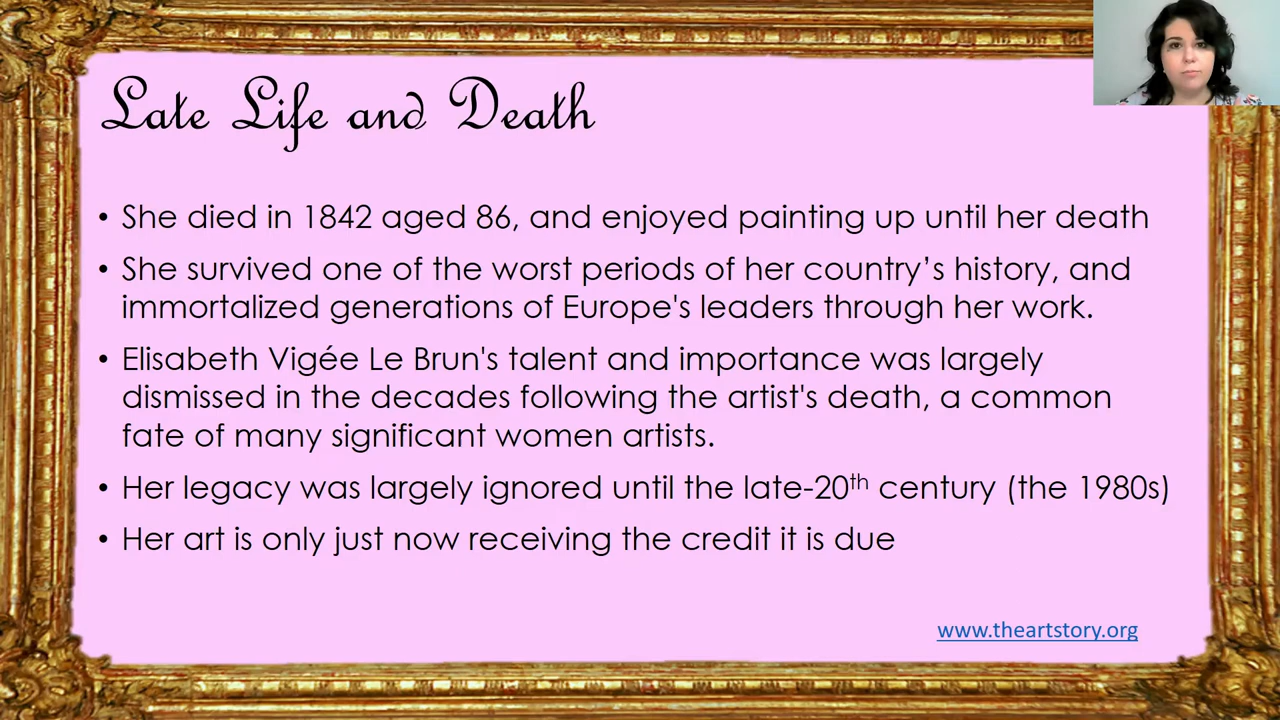 Late Life and Death
• She died in 1842 aged 86, and enjoyed painting up until her death
• She survived one of the worst periods of her country’s history, and
immortalized generations of Europe's leaders through her work.
• Elisabeth Vigée Le Brun's talent and importance was largely
dismissed in the decades following the artist's death, a common
fate of many significant women artists.
• Her legacy was largely ignored until the late-20th century (the 1980s)
• Her art is only just now receiving the credit it is due
www.theartstory.org